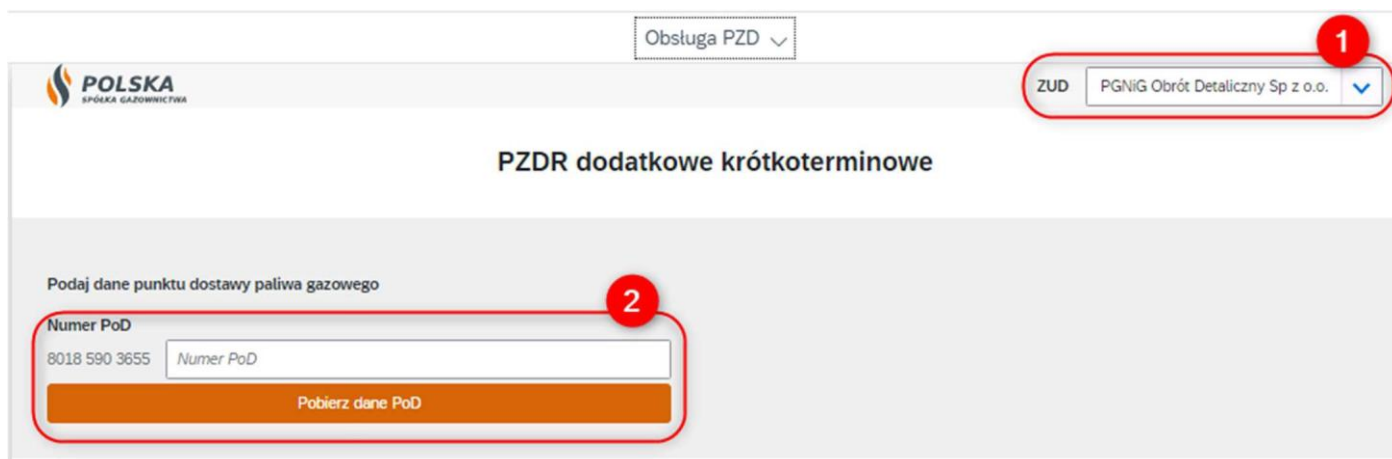 Obsługa PZD
1
POLSKA
SPÓŁKA GAZOWNICTWA
ZUD PGNiG Obrót Detaliczny Sp z o.o.
PZDR dodatkowe krótkoterminowe
Podaj dane punktu dostawy paliwa gazowego
2
Numer PoD
8018 590 3655 Numer PoD
Pobierz dane PoD